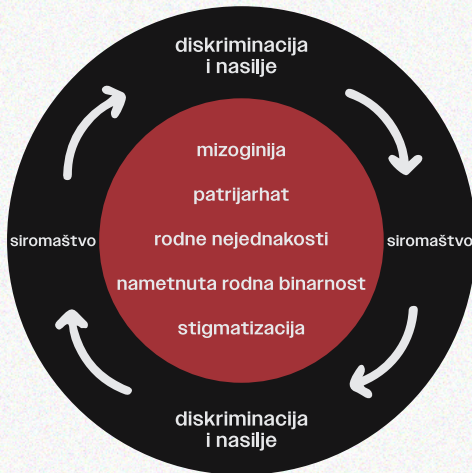 diskriminacija
i nasilje
mizoginija
patrijarhat
siromaštvo
rodne nejednakosti
siromaštvo
nametnuta rodna binarnost
stigmatizacija
diskriminacija
i nasilje